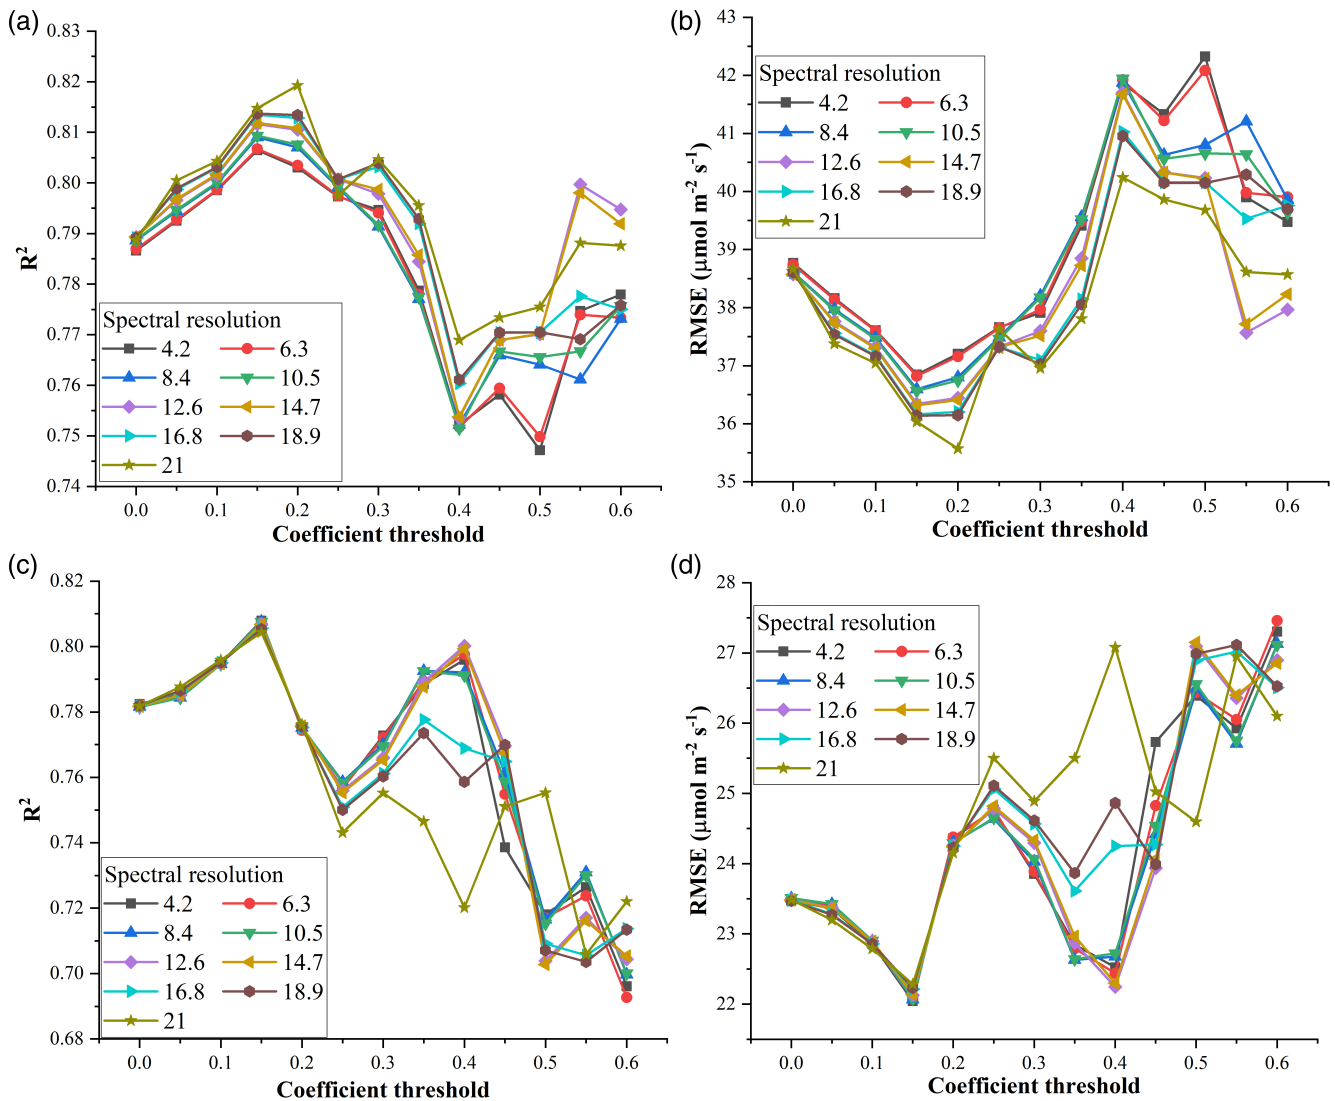 (a)
0.83
0.82
0.81
0.80
0.79
0.78
0.77
0.76
0.75
0.74
R²
Spectral resolution
4.2 6.3
8.4 10.5
12.6 14.7
16.8 18.9
21
0.0 0.1 0.2 0.3 0.4 0.5 0.6
Coefficient threshold
(b)
43
42
41
40
39
38
37
36
35
RMSE (μmol m⁻² s⁻¹)
Spectral resolution
4.2 6.3
8.4 10.5
12.6 14.7
16.8 18.9
21
0.0 0.1 0.2 0.3 0.4 0.5 0.6
Coefficient threshold
(c)
0.82
0.80
0.78
0.76
0.74
0.72
0.70
0.68
R²
Spectral resolution
4.2 6.3
8.4 10.5
12.6 14.7
16.8 18.9
21
0.0 0.1 0.2 0.3 0.4 0.5 0.6
Coefficient threshold
(d)
28
27
26
25
24
23
22
RMSE (μmol m⁻² s⁻¹)
Spectral resolution
4.2 6.3
8.4 10.5
12.6 14.7
16.8 18.9
21
0.0 0.1 0.2 0.3 0.4 0.5 0.6
Coefficient threshold